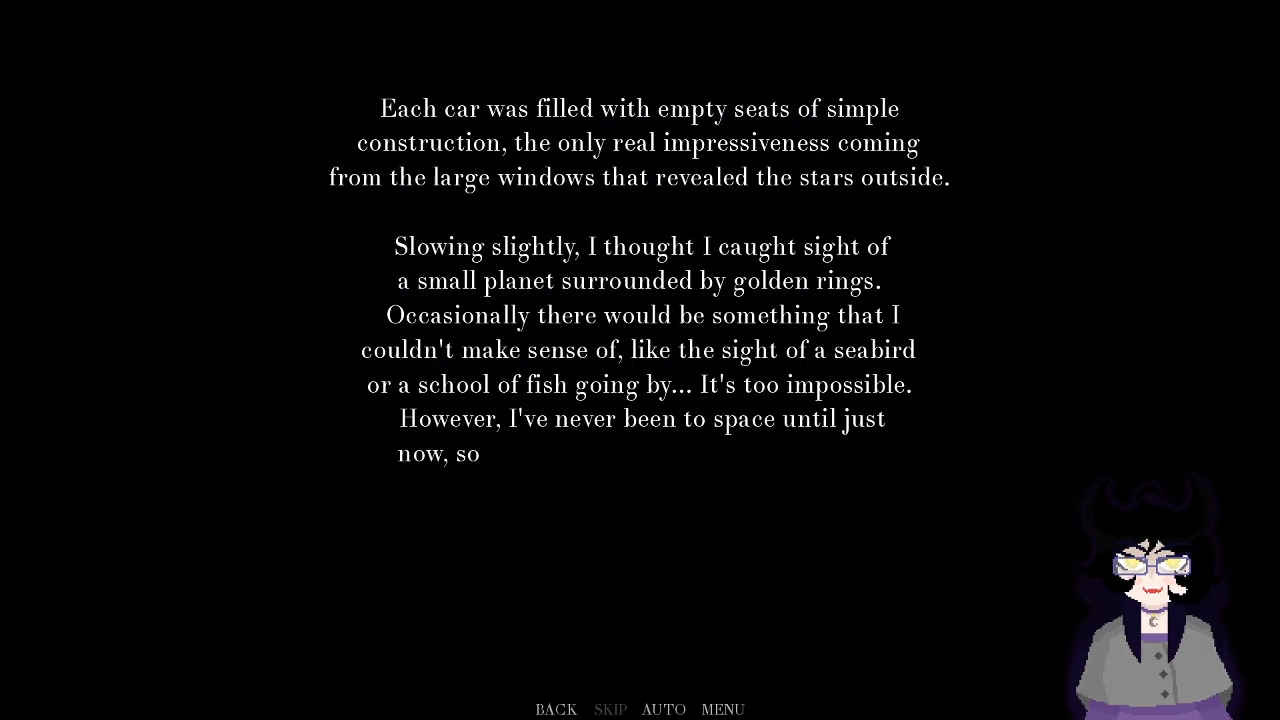 Each car was filled with empty seats of simple
construction, the only real impressiveness coming
from the large windows that revealed the stars outside.
Slowing slightly, I thought I caught sight of
a small planet surrounded by golden rings.
Occasionally there would be something that I
couldn't make sense of, like the sight of a seabird
or a school of fish going by... It's too impossible.
However, I've never been to space until just
now, so
BACK SKIP AUTO MENU